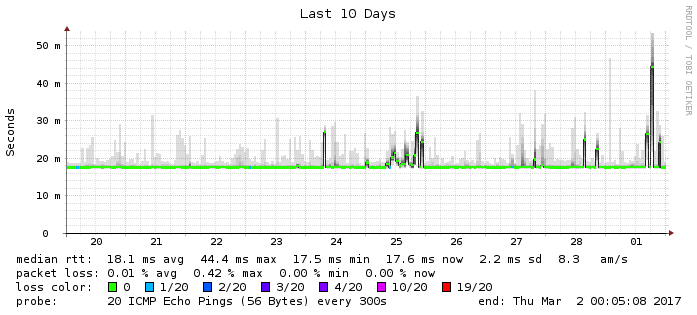 Last 10 Days
RRDTOOL / TOBI OETIKER
Seconds
50 m
40 m
30 m
20 m
10 m
0
20 21 22 23 24 25 26 27 28 01
median rtt: 18.1 ms avg 44.4 ms max 17.5 ms min 17.6 ms now 2.2 ms sd 8.3 am/s
packet loss: 0.01 % avg 0.42 % max 0.00 % min 0.00 % now
loss color: 0 1/20 2/20 3/20 4/20 10/20 19/20
probe: 20 ICMP Echo Pings (56 Bytes) every 300s end: Thu Mar 2 00:05:08 2017